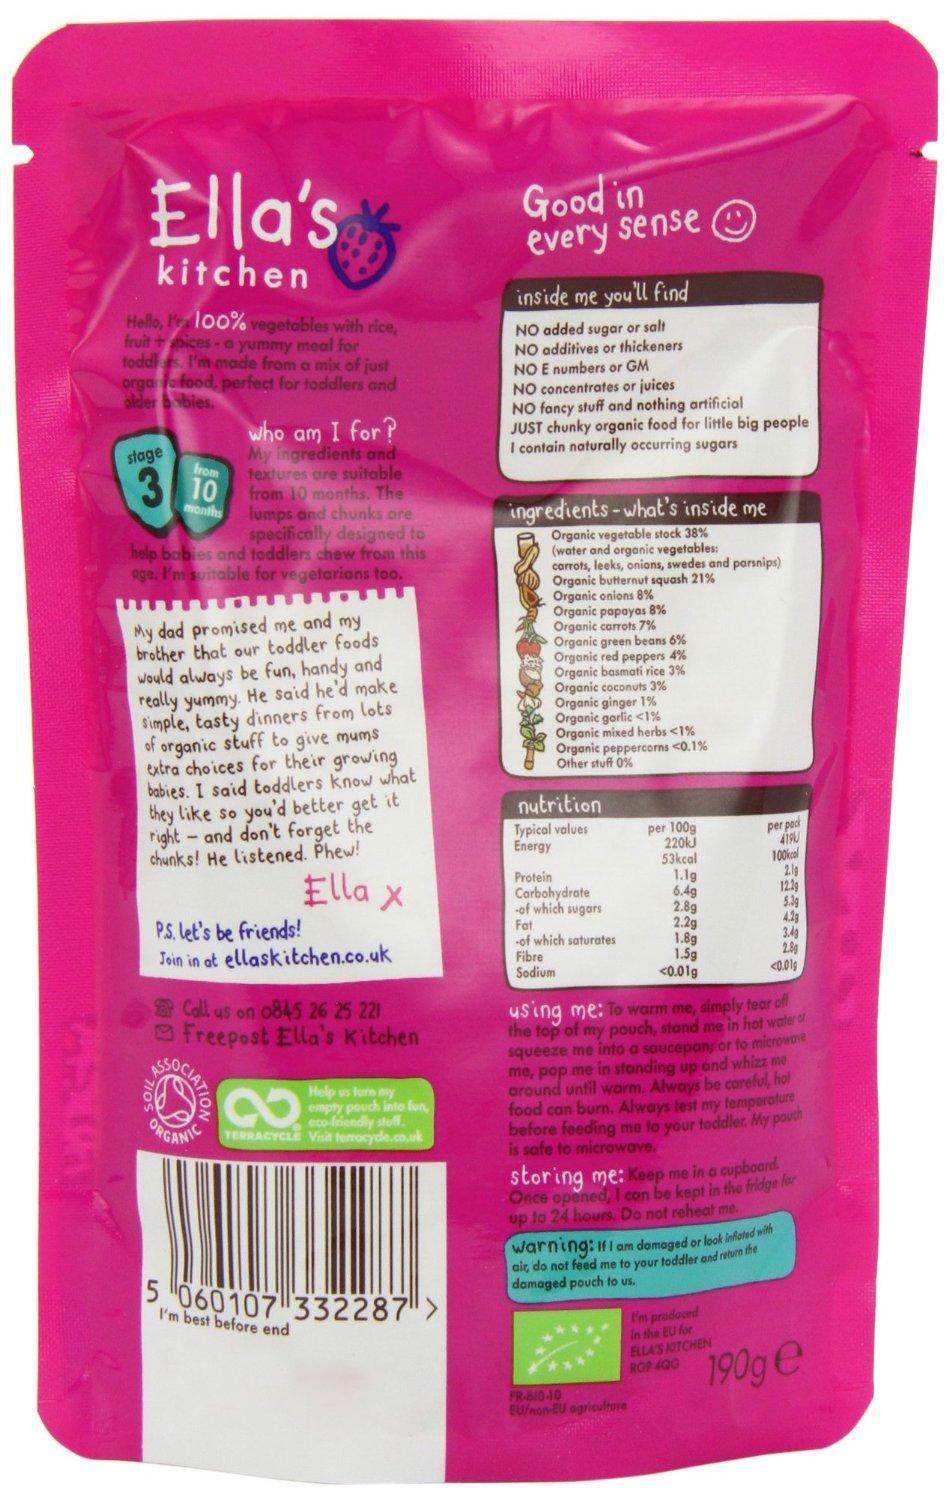 Ella's
kitchen
Hello, I'm 100% vegetables with rice,
fruit + spices - a yummy meal for
toddlers. I'm made from a mix of just
organic food, perfect for toddlers and
older babies.
stage
3
from
10
months
who am I for?
My ingredients and
textures are suitable
from 10 months. The
lumps and chunks are
specifically designed to
help babies and toddlers chew from this
age. I'm suitable for vegetarians too.
My dad promised me and my
brother that our toddler foods
would always be fun, handy and
really yummy. He said he'd make
simple, tasty dinners from lots
of organic stuff to give mums
extra choices for their growing
babies. I said toddlers know what
they like so you'd better get it
right – and don't forget the
chunks! He listened. Phew!
Ella x
P.S. let's be friends!
Join in at ellaskitchen.co.uk
Call us on 0845 26 25 221
Freepost Ella's Kitchen
SOIL ASSOCIATION
ORGANIC
TERRACYCLE
Help us turn my
empty pouch into fun,
eco-friendly stuff.
Visit terracycle.co.uk
5 060107 332287 >
I'm best before end
Good in
every sense
inside me you'll find
NO added sugar or salt
NO additives or thickeners
NO E numbers or GM
NO concentrates or juices
NO fancy stuff and nothing artificial
JUST chunky organic food for little big people
I contain naturally occurring sugars
ingredients - what's inside me
Organic vegetable stock 38%
(water and organic vegetables:
carrots, leeks, onions, swedes and parsnips)
Organic butternut squash 21%
Organic onions 8%
Organic papayas 8%
Organic carrots 7%
Organic green beans 6%
Organic red peppers 4%
Organic basmati rice 3%
Organic coconuts 3%
Organic ginger 1%
Organic garlic <1%
Organic mixed herbs <1%
Organic peppercorns <0.1%
Other stuff 0%
nutrition
Typical values per 100g per pack
Energy 220kJ 419kJ
53kcal 100kcal
Protein 1.1g 2.1g
Carbohydrate 6.4g 12.2g
-of which sugars 2.8g 5.3g
Fat 2.2g 4.2g
-of which saturates 1.8g 3.4g
Fibre 1.5g 2.8g
Sodium <0.01g <0.01g
using me: To warm me, simply tear off
the top of my pouch, stand me in hot water or
squeeze me into a saucepan; or to microwave
me, pop me in standing up and whizz me
around until warm. Always be careful, hot
food can burn. Always test my temperature
before feeding me to your toddler. My pouch
is safe to microwave.
storing me: Keep me in a cupboard.
Once opened, I can be kept in the fridge for
up to 24 hours. Do not reheat me.
warning: If I am damaged or look inflated with
air, do not feed me to your toddler and return the
damaged pouch to us.
I'm produced
in the EU for
ELLA'S KITCHEN
RG9 4QG
190g e
FR-BIO-10
EU/non-EU agriculture